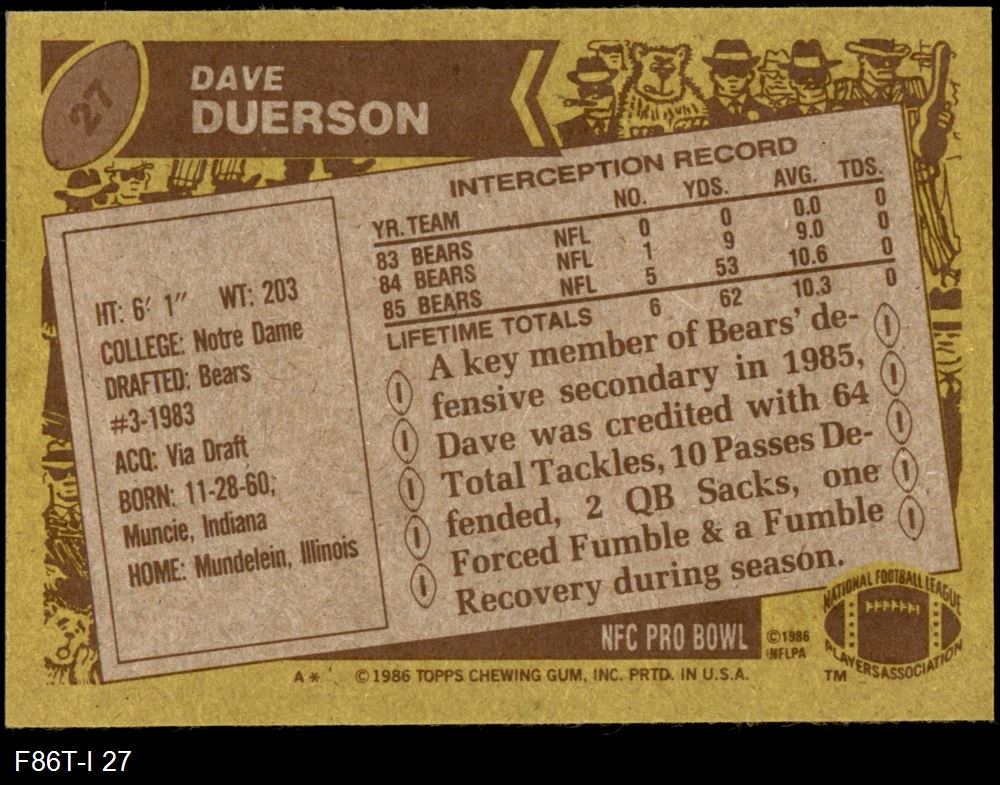 27
DAVE
DUERSON
INTERCEPTION RECORD
YR. TEAM NO. YDS. AVG. TDS.
83 BEARS NFL 0 0 0.0 0
84 BEARS NFL 1 9 9.0 0
85 BEARS NFL 5 53 10.6 0
LIFETIME TOTALS 6 62 10.3 0
HT: 6' 1" WT: 203
COLLEGE: Notre Dame
DRAFTED: Bears
#3-1983
ACQ: Via Draft
BORN: 11-28-60;
Muncie, Indiana
HOME: Mundelein, Illinois
A key member of Bears' de-
fensive secondary in 1985,
Dave was credited with 64
Total Tackles, 10 Passes De-
fended, 2 QB Sacks, one
Forced Fumble & a Fumble
Recovery during season.
NFC PRO BOWL
©1986
NFLPA
NATIONAL FOOTBALL LEAGUE
PLAYERS ASSOCIATION
TM
A* ©1986 TOPPS CHEWING GUM, INC. PRTD. IN U.S.A.
F86T-I 27